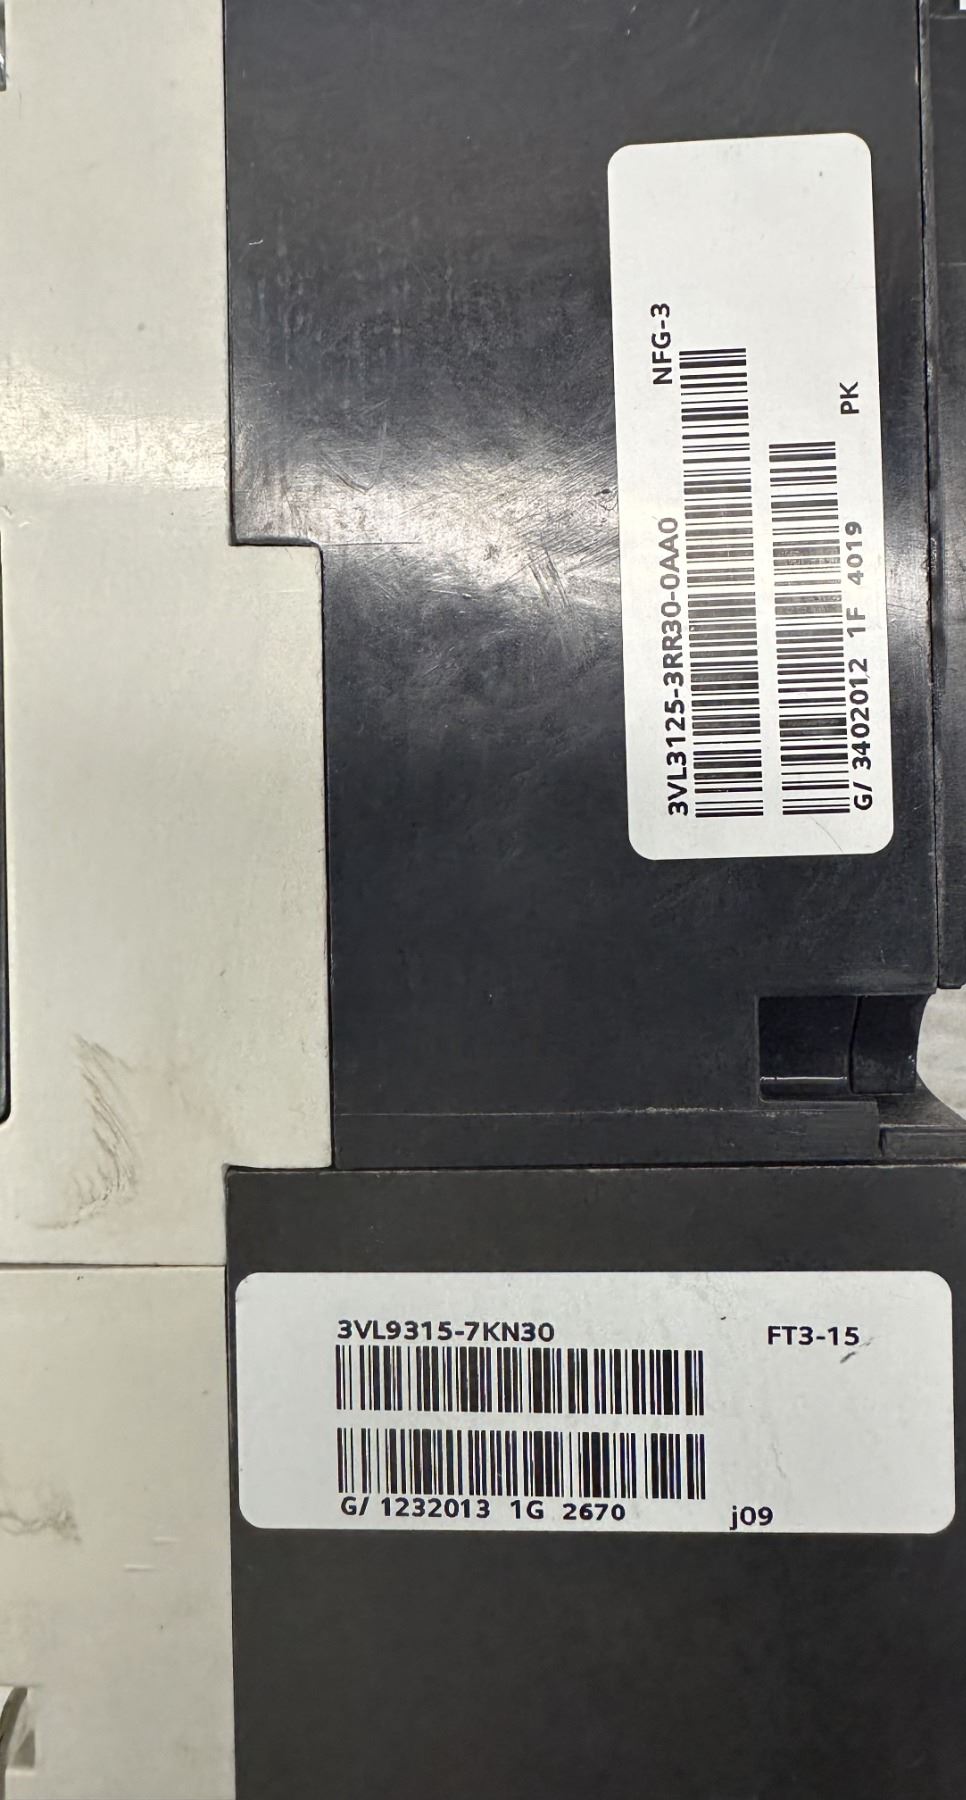 3VL3125-3RR30-0AA0 NFG-3
G/ 3402012 1F 4019 PK
3VL9315-7KN30 FT3-15
G/ 1232013 1G 2670 j09